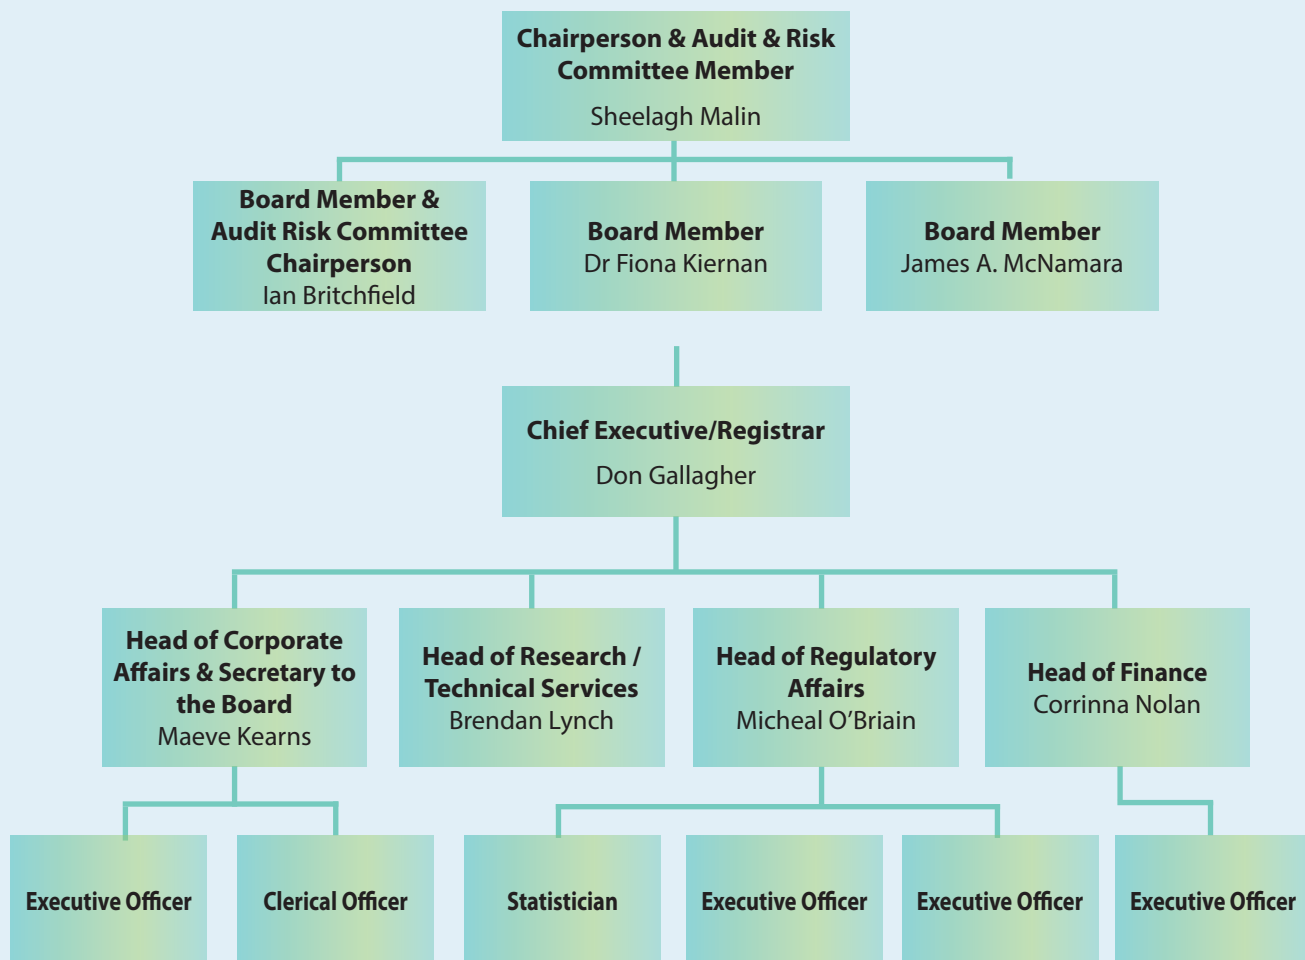 Chairperson & Audit & Risk
Committee Member
Sheelagh Malin
Board Member &
Audit Risk Committee
Chairperson
Ian Britchfield
Board Member
Dr Fiona Kiernan
Board Member
James A. McNamara
Chief Executive/Registrar
Don Gallagher
Head of Corporate
Affairs & Secretary to
the Board
Maeve Kearns
Head of Research /
Technical Services
Brendan Lynch
Head of Regulatory
Affairs
Micheal O’Briain
Head of Finance
Corrinna Nolan
Executive Officer
Clerical Officer
Statistician
Executive Officer
Executive Officer
Executive Officer